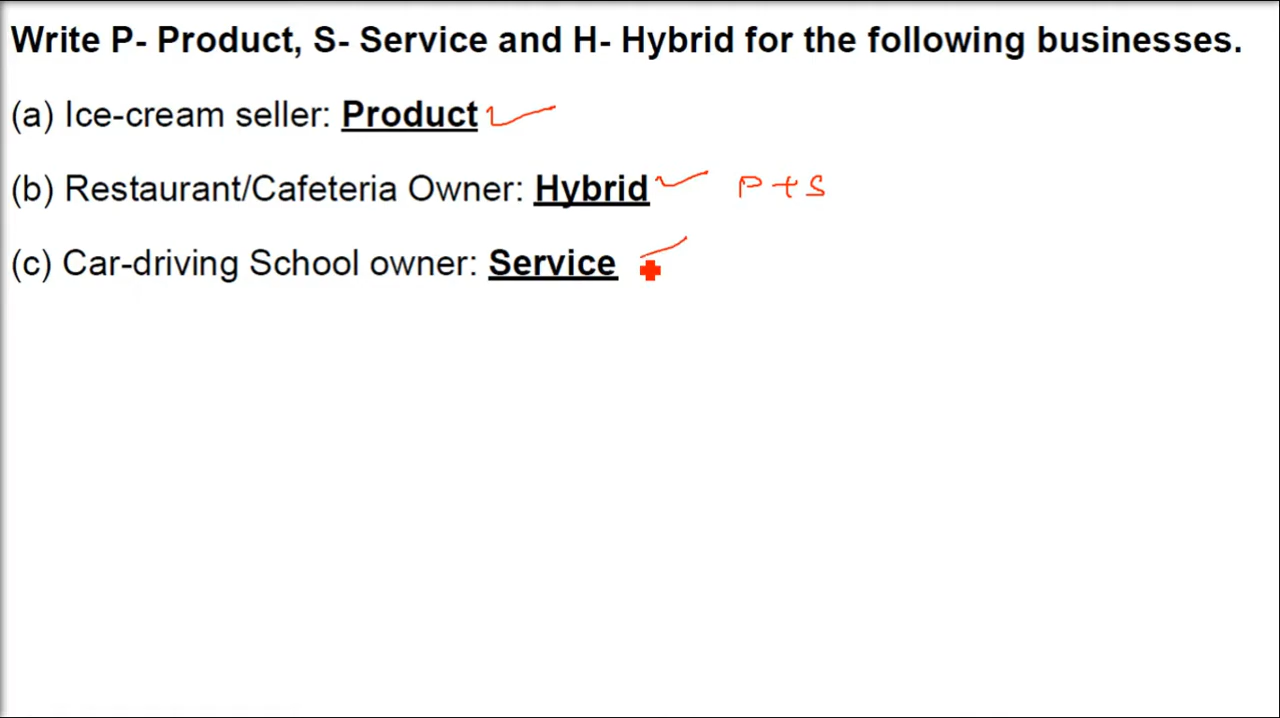 Write P- Product, S- Service and H- Hybrid for the following businesses.
(a) Ice-cream seller: Product
(b) Restaurant/Cafeteria Owner: Hybrid P + S
(c) Car-driving School owner: Service